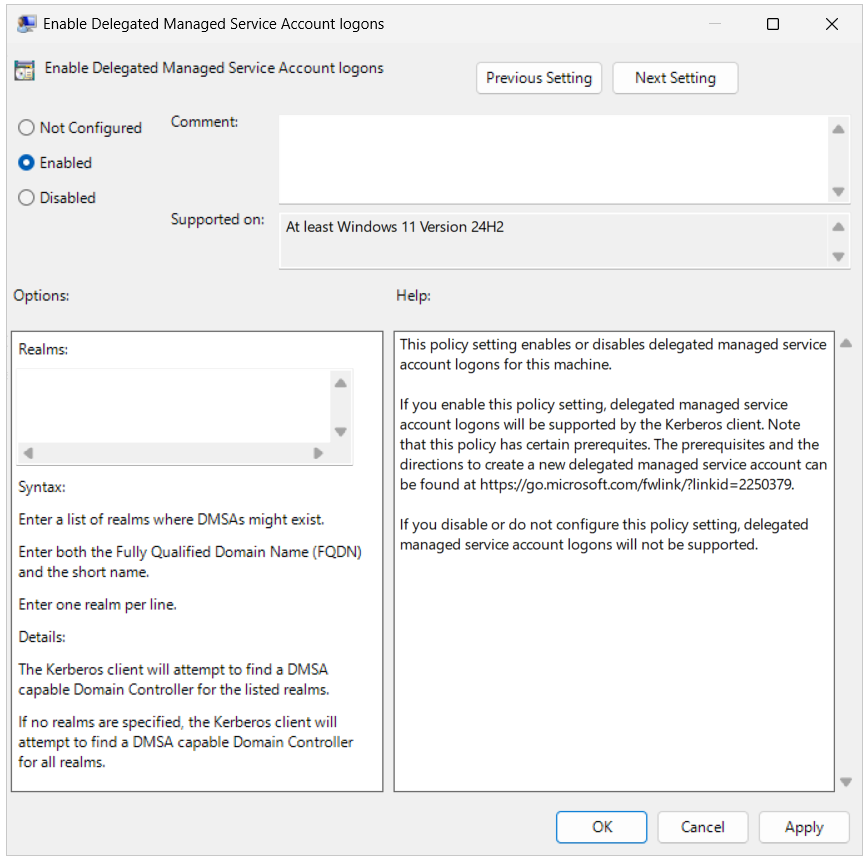 Enable Delegated Managed Service Account logons
Enable Delegated Managed Service Account logons
Previous Setting
Next Setting
Not Configured
Enabled
Disabled
Comment:
Supported on:
At least Windows 11 Version 24H2
Options:
Help:
Realms:
Syntax:
Enter a list of realms where DMSAs might exist.
Enter both the Fully Qualified Domain Name (FQDN)
and the short name.
Enter one realm per line.
Details:
The Kerberos client will attempt to find a DMSA
capable Domain Controller for the listed realms.
If no realms are specified, the Kerberos client will
attempt to find a DMSA capable Domain Controller
for all realms.
This policy setting enables or disables delegated managed service
account logons for this machine.
If you enable this policy setting, delegated managed service
account logons will be supported by the Kerberos client. Note
that this policy has certain prerequites. The prerequisites and the
directions to create a new delegated managed service account can
be found at https://go.microsoft.com/fwlink/?linkid=2250379.
If you disable or do not configure this policy setting, delegated
managed service account logons will not be supported.
OK
Cancel
Apply